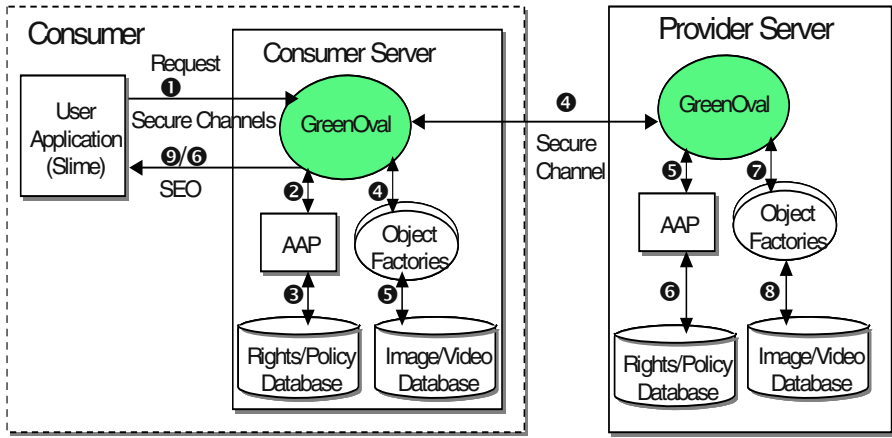 Consumer
Consumer Server
Provider Server
Request
❶
User
Application
(Slime)
Secure Channels
GreenOval
❹
GreenOval
❾/❻
SEO
Secure
Channel
❷
❹
❺
❼
AAP
Object
Factories
AAP
Object
Factories
❸
❺
❻
❽
Rights/Policy
Database
Image/Video
Database
Rights/Policy
Database
Image/Video
Database